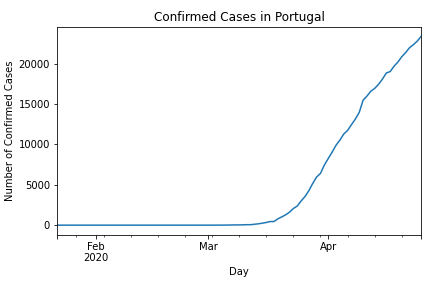 Confirmed Cases in Portugal
Number of Confirmed Cases
20000
15000
10000
5000
0
Feb
2020
Mar
Apr
Day